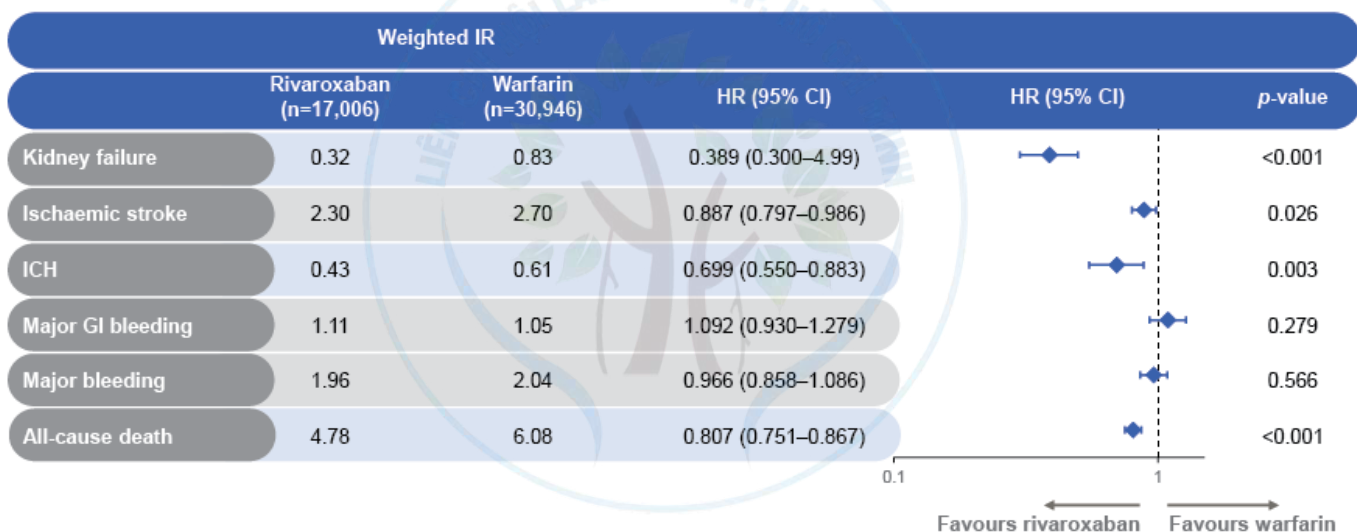 Weighted IR
Rivaroxaban (n=17,006) Warfarin (n=30,946) HR (95% CI) HR (95% CI) p-value
Kidney failure 0.32 0.83 0.389 (0.300–4.99) <0.001
Ischaemic stroke 2.30 2.70 0.887 (0.797–0.986) 0.026
ICH 0.43 0.61 0.699 (0.550–0.883) 0.003
Major GI bleeding 1.11 1.05 1.092 (0.930–1.279) 0.279
Major bleeding 1.96 2.04 0.966 (0.858–1.086) 0.566
All-cause death 4.78 6.08 0.807 (0.751–0.867) <0.001
0.1 1
Favours rivaroxaban Favours warfarin